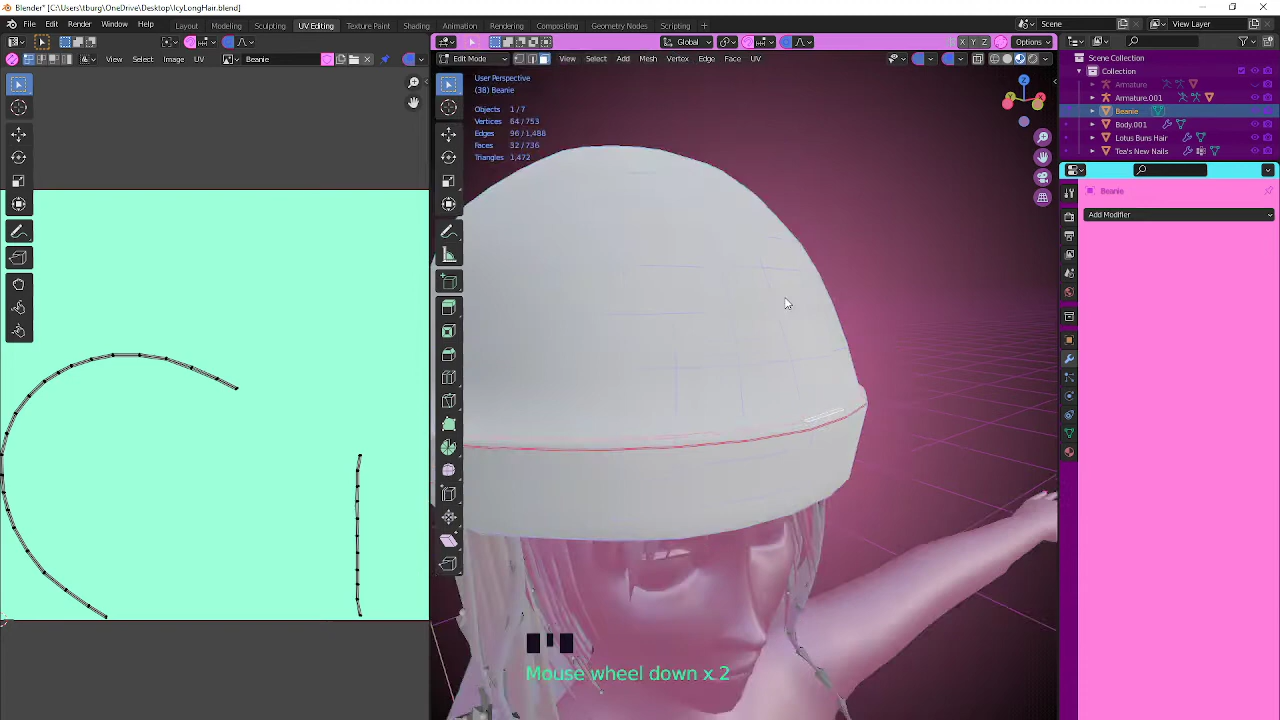 Blender* [C:\Users\tburg\OneDrive\Desktop\IcyLongHair.blend]
File Edit Render Window Help Layout Modeling Sculpting UV Editing Texture Paint Shading Animation Rendering Compositing Geometry Nodes Scripting + Scene View Layer
Global X Y Z Options
View Select Image UV Beanie Edit Mode View Select Add Mesh Vertex Edge Face UV
User Perspective
(38) Beanie
Objects 1/7
Vertices 64/753
Edges 96/1,488
Faces 32/736
Triangles 1,472
Z
Scene Collection
Collection
Armature
Armature.001
Beanie
Body.001
Lotus Buns Hair
Tea's New Nails
Beanie
Add Modifier
Mouse wheel down x 2